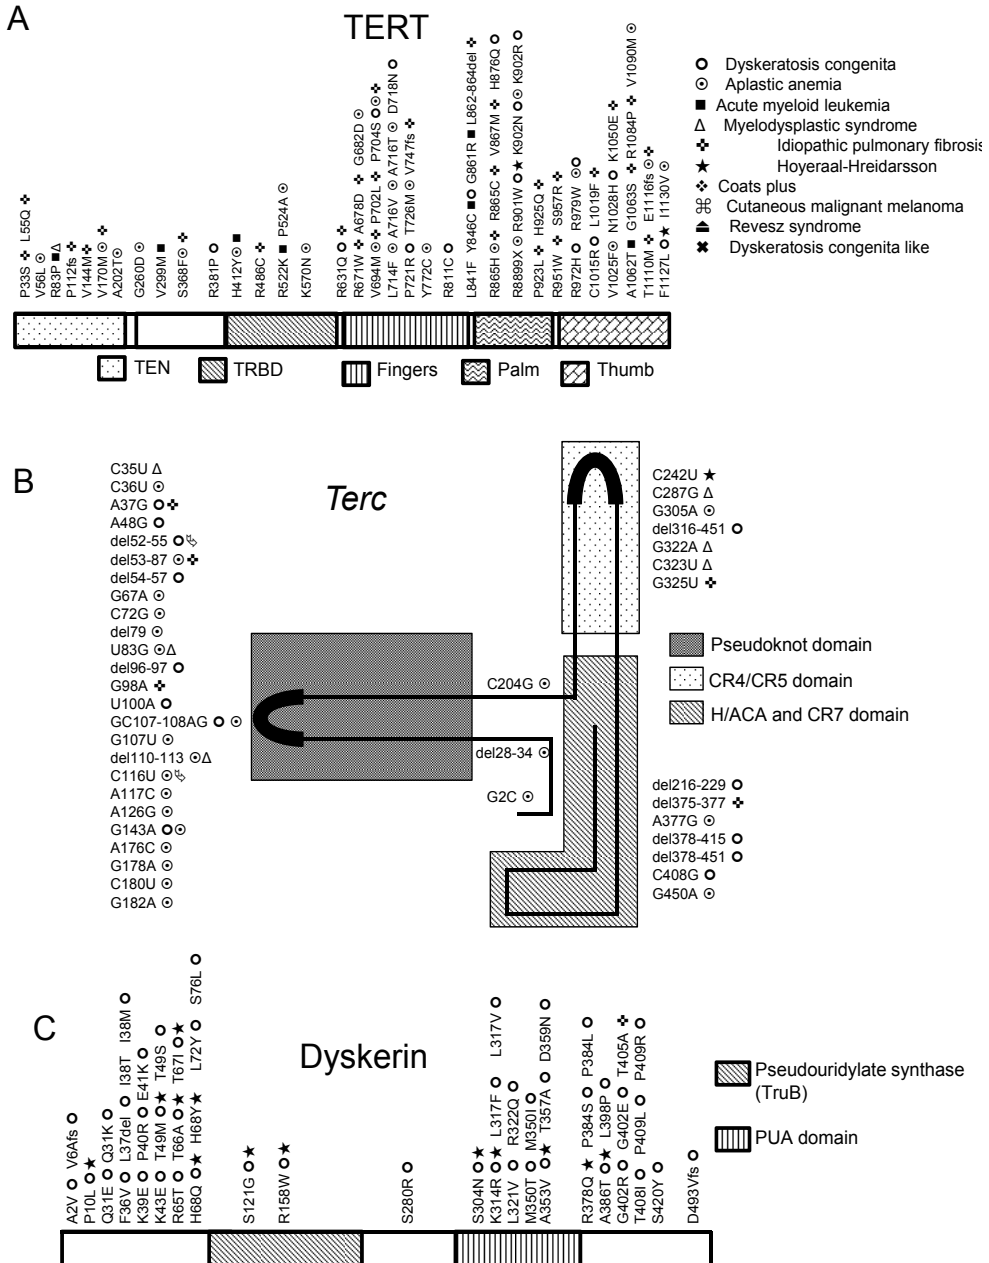 A
TERT
Dyskeratosis congenita
Aplastic anemia
Acute myeloid leukemia
Myelodysplastic syndrome
Idiopathic pulmonary fibrosis
Hoyeraal-Hreidarsson
Coats plus
Cutaneous malignant melanoma
Revesz syndrome
Dyskeratosis congenita like
P33S L55Q
V56L
R83P
P112fs
V144M
V170M
A202T
G260D
V299M
S368F
R381P
H412Y
R486C
R522K P524A
K570N
R631Q
R671W A678D G682D
V694M P702L P704S
L714F A716V A716T D718N
P721R T726M V747fs
Y772C
R811C
L841F Y846C G861R L862-864del
R865H R865C V867M H876Q
R8899X R901W K902N K902R
P923L H925Q
R951W S957R
R972H R979W
C1015R L1019F
V1025F N1028H K1050E
A1062T G1063S R1084P V1090M
T1110M E1116fs
F1127L I1130V
TEN
TRBD
Fingers
Palm
Thumb
B
Terc
C35U
C36U
A37G
A48G
del52-55
del53-87
del54-57
G67A
C72G
del79
U83G
del96-97
G98A
U100A
GC107-108AG
G107U
del110-113
C116U
A117C
A126G
G143A
A176C
G178A
C180U
G182A
C204G
del28-34
G2C
C242U
C287G
G305A
del316-451
G322A
C323U
G325U
Pseudoknot domain
CR4/CR5 domain
H/ACA and CR7 domain
del216-229
del375-377
A377G
del378-415
del378-451
C408G
G450A
C
Dyskerin
A2V V6Afs
P10L
Q31E Q31K
F36V L37del I38T I38M
K39E P40R E41K
K43E T49M T49S
R65T T66A T67I
H68Q H68Y L72Y S76L
S121G
R158W
S280R
S304N
K314R L317F L317V
L321V R322Q
M350T M350I
A353V T357A D359N
R378Q P384S P384L
A386T L398P
G402R G402E T405A
T408I P409L P409R
S420Y
D493Vfs
Pseudouridylate synthase
(TruB)
PUA domain